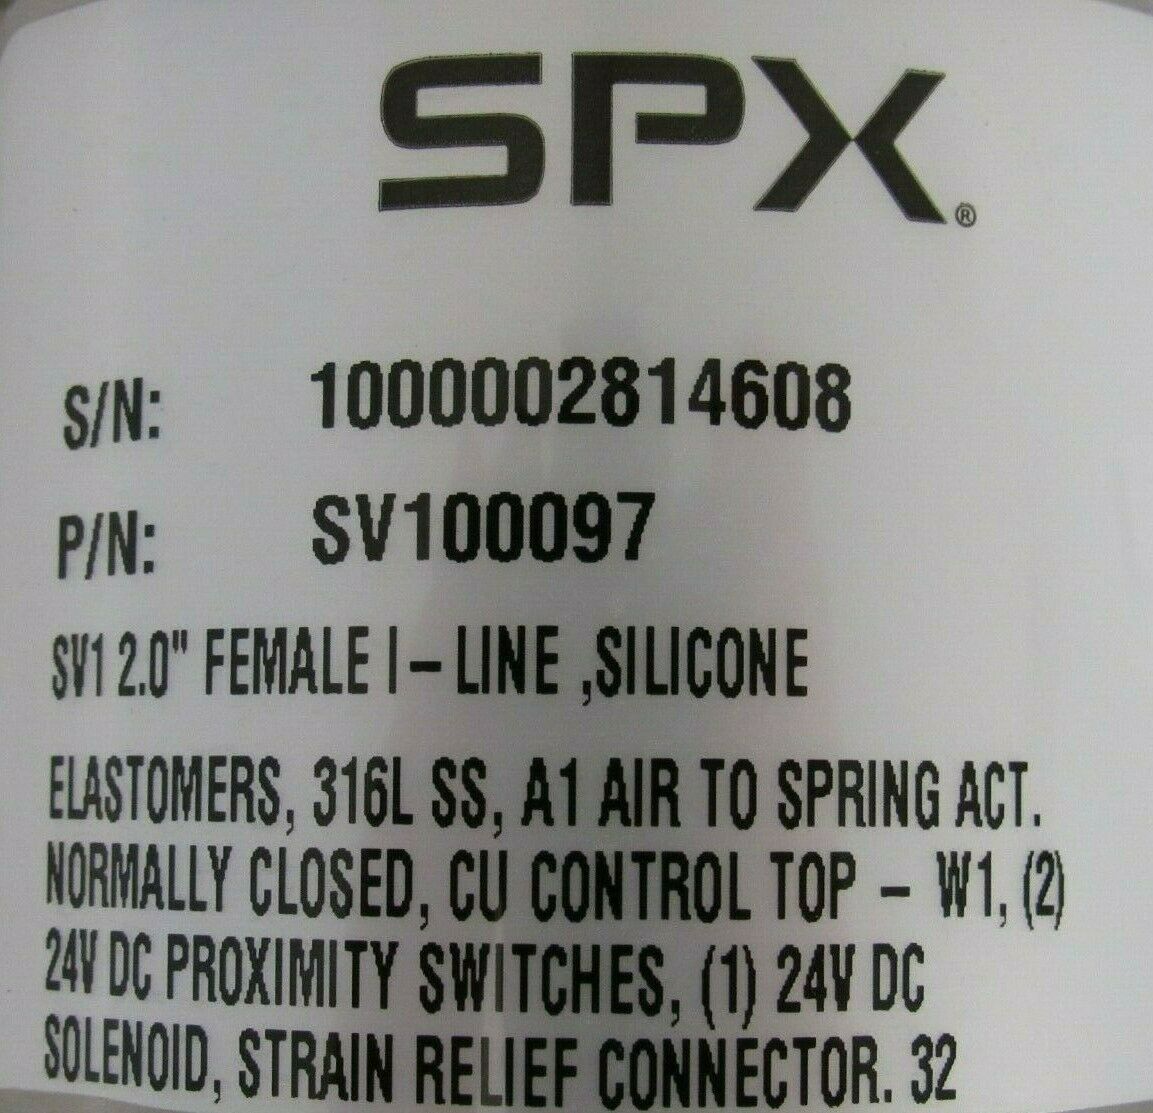 SPX®
S/N: 1000002814608
P/N: SV100097
SV1 2.0" FEMALE I-LINE ,SILICONE
ELASTOMERS, 316L SS, A1 AIR TO SPRING ACT.
NORMALLY CLOSED, CU CONTROL TOP - W1, (2)
24V DC PROXIMITY SWITCHES, (1) 24V DC
SOLENOID, STRAIN RELIEF CONNECTOR. 32